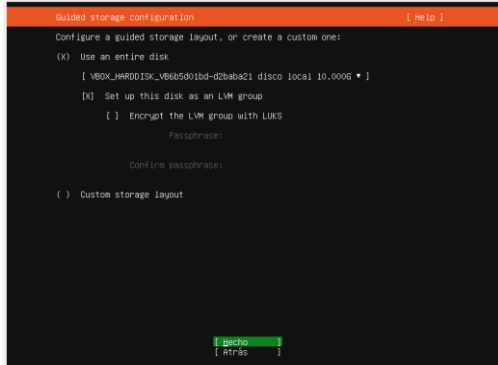 Guided storage configuration [ Help ]
Configure a guided storage layout, or create a custom one:
(X) Use an entire disk
[ VBOX_HARDDISK_VB6b5d01bd-d2baba21 disco local 10.000G ▾ ]
[X] Set up this disk as an LVM group
[ ] Encrypt the LVM group with LUKS
Passphrase:
Confirm passphrase:
( ) Custom storage layout
[ Hecho ]
[ Atrás ]